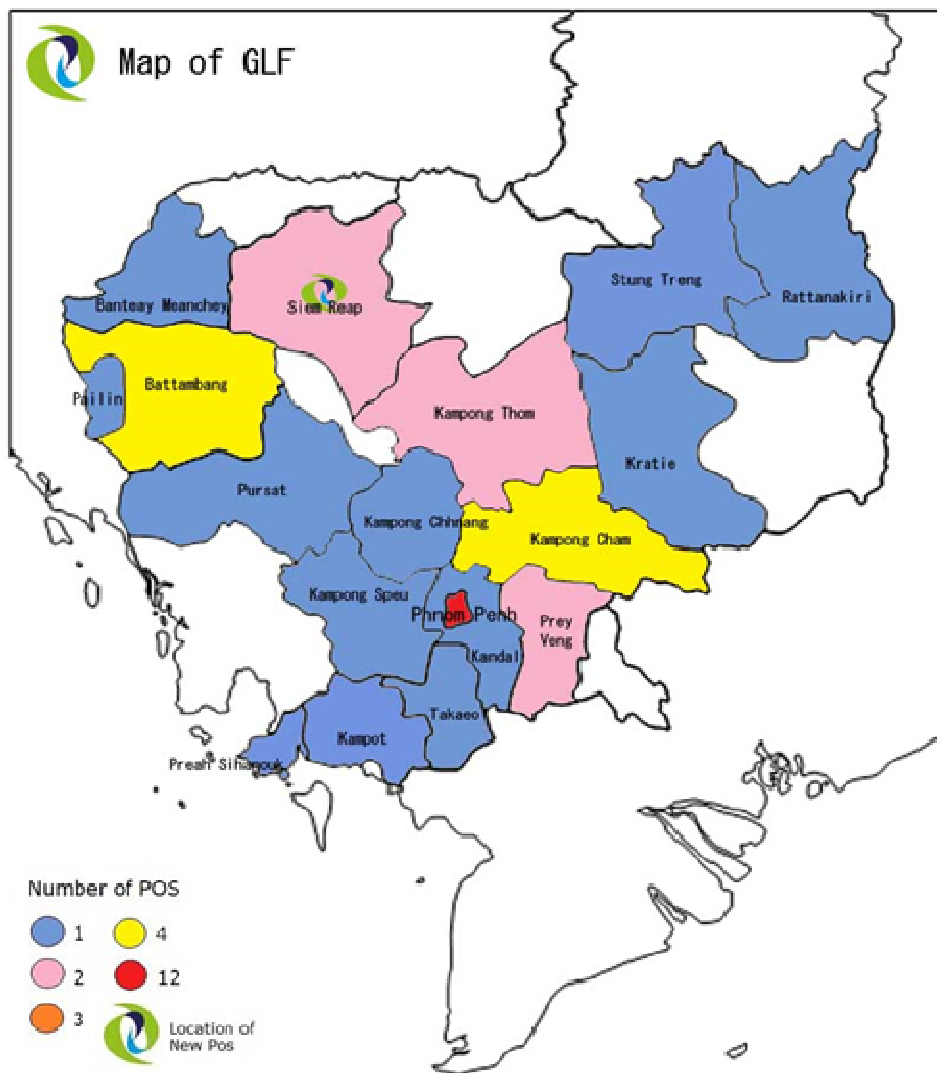 Map of GLF
Stung Treng
Rattanakiri
Banteay Meanchey
Siem Reap
Battambang
Pailin
Kampong Thom
Kratie
Pursat
Kampong Chhnang
Kampong Cham
Kampong Speu
Phnom Penh
Prey
Veng
Kandal
Takaeo
Kampot
Preah Sihanouk
Number of POS
1
4
2
12
3
Location of
New Pos